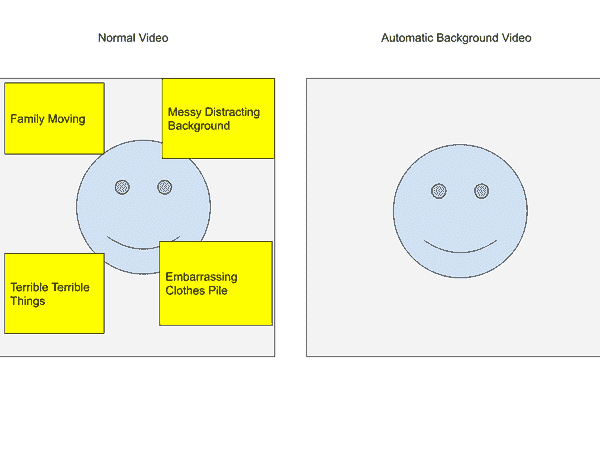 Normal Video
Automatic Background Video
Family Moving
Messy Distracting
Background
Terrible Terrible
Things
Embarrassing
Clothes Pile